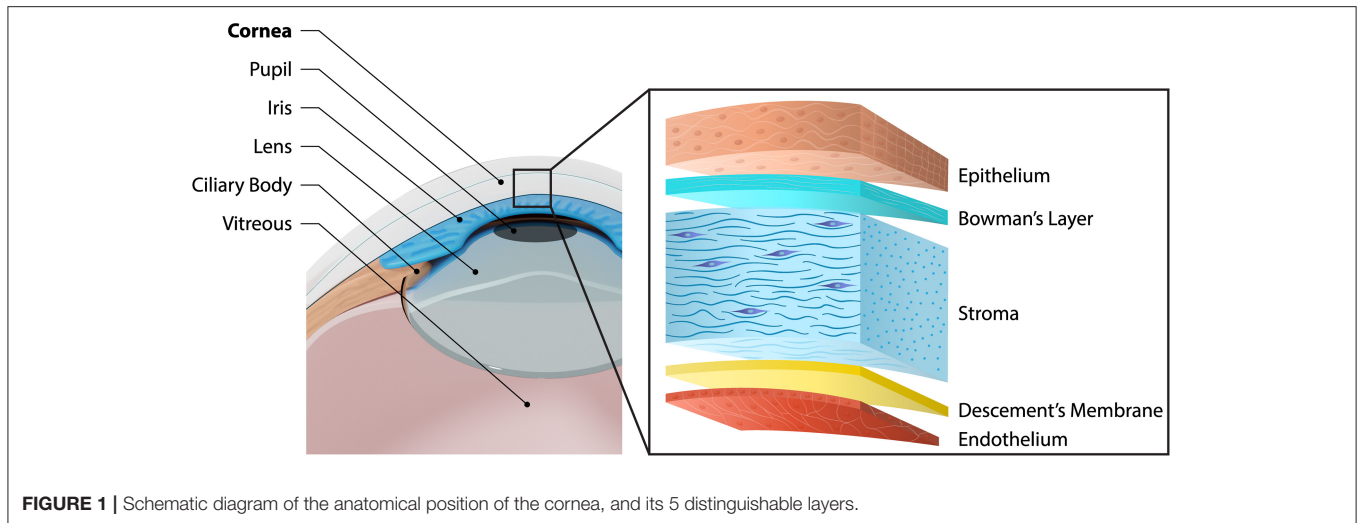 Cornea
Pupil
Iris
Lens
Ciliary Body
Vitreous
Epithelium
Bowman's Layer
Stroma
Descement's Membrane
Endothelium
FIGURE 1 | Schematic diagram of the anatomical position of the cornea, and its 5 distinguishable layers.